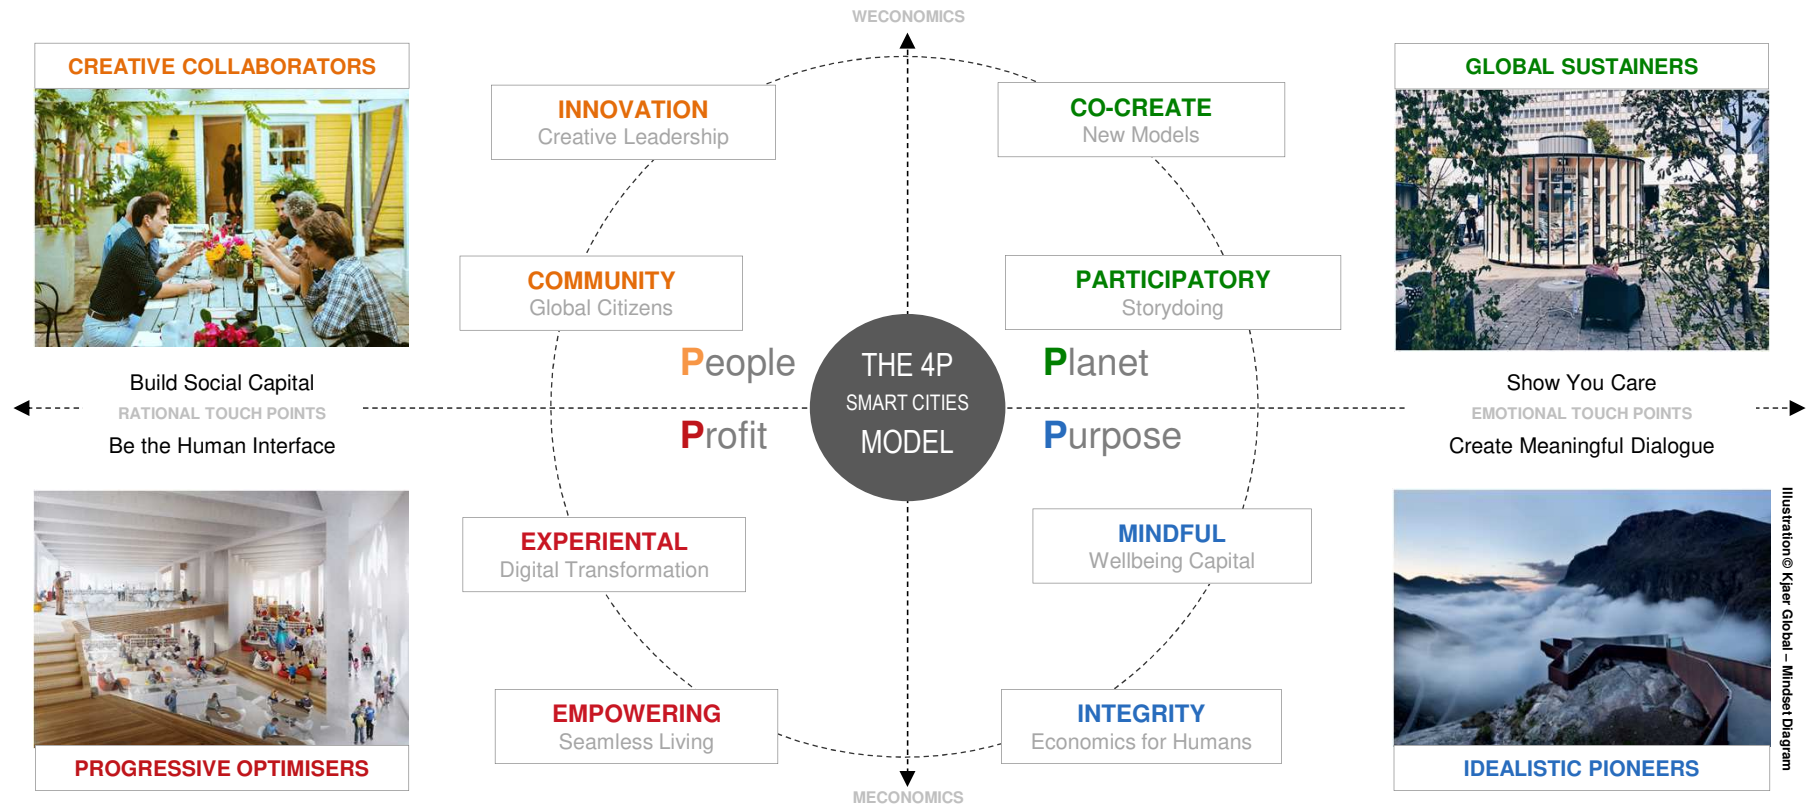 WECONOMICS
CREATIVE COLLABORATORS
GLOBAL SUSTAINERS
INNOVATION
Creative Leadership
CO-CREATE
New Models
COMMUNITY
Global Citizens
PARTICIPATORY
Storydoing
People
Planet
THE 4P
SMART CITIES
MODEL
Profit
Purpose
Build Social Capital
RATIONAL TOUCH POINTS
Be the Human Interface
Show You Care
EMOTIONAL TOUCH POINTS
Create Meaningful Dialogue
EXPERIENTAL
Digital Transformation
MINDFUL
Wellbeing Capital
EMPOWERING
Seamless Living
INTEGRITY
Economics for Humans
PROGRESSIVE OPTIMISERS
IDEALISTIC PIONEERS
MECONOMICS
Illustration © Kjaer Global – Mindset Diagram